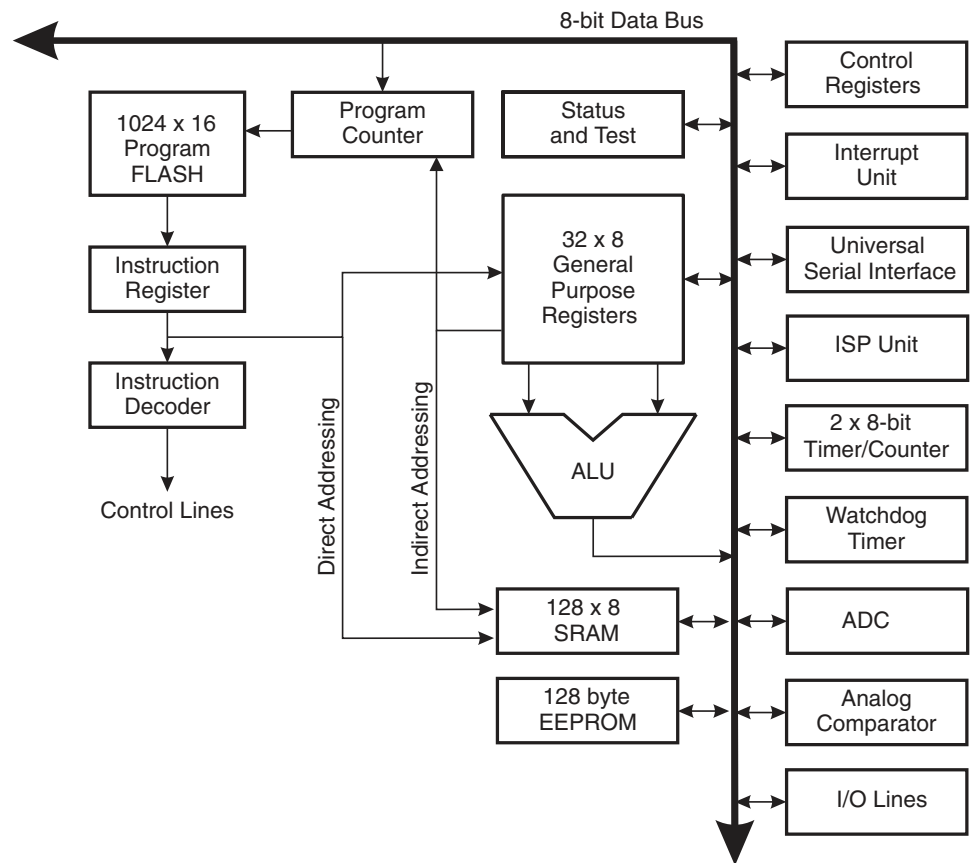 8-bit Data Bus
1024 x 16
Program
FLASH
Program
Counter
Instruction
Register
Instruction
Decoder
Control Lines
Direct Addressing
Indirect Addressing
Status
and Test
32 x 8
General
Purpose
Registers
ALU
128 x 8
SRAM
128 byte
EEPROM
Control
Registers
Interrupt
Unit
Universal
Serial Interface
ISP Unit
2 x 8-bit
Timer/Counter
Watchdog
Timer
ADC
Analog
Comparator
I/O Lines